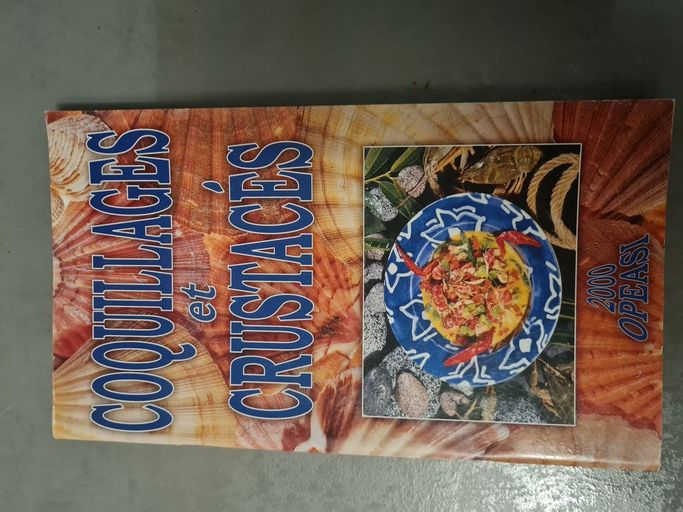 COQUILLAGES
et
CRUSTACÉS
2000
OPEASI